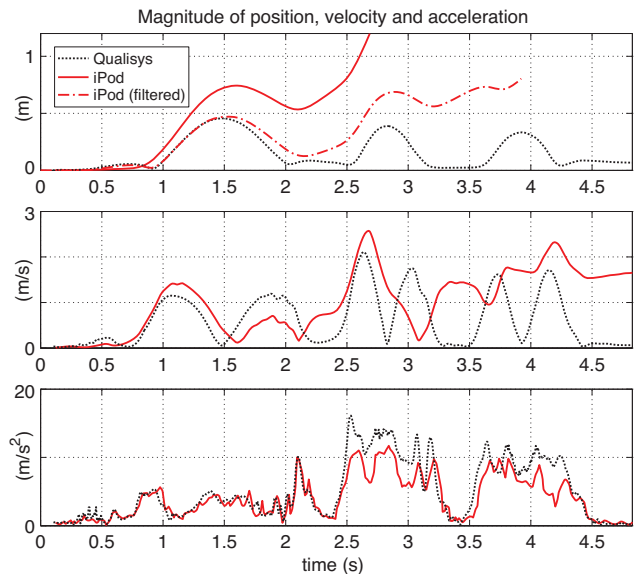 Magnitude of position, velocity and acceleration
1
(m)
0
Qualisys
iPod
iPod (filtered)
0 0.5 1 1.5 2 2.5 3 3.5 4 4.5
3
(m/s)
0
0 0.5 1 1.5 2 2.5 3 3.5 4 4.5
20
10
(m/s²)
0
0 0.5 1 1.5 2 2.5 3 3.5 4 4.5
time (s)